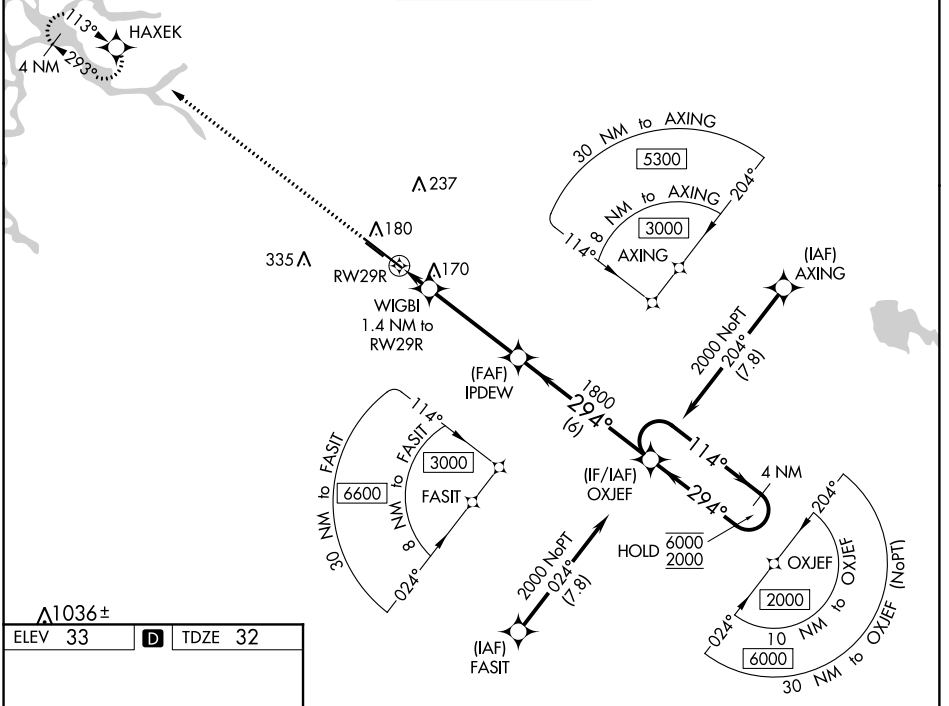 HAXEK
113°
293°
4 NM
237
180
335
RW29R
170
WIGBI
1.4 NM to
RW29R
(FAF)
IPDEW
1800
294°
(6)
30 NM to AXING
5300
8 NM to AXING
3000
204°
114°
AXING
(IAF)
AXING
2000 NoPT
204°
(7.8)
114°
4 NM
294°
(IF/IAF)
OXJEF
HOLD
6000
2000
30 NM to FASIT
6600
8 NM to FASIT
3000
114°
FASIT
024°
2000 NoPT
024°
(7.8)
(IAF)
FASIT
204°
OXJEF
2000
024°
10 NM to OXJEF
6000
30 NM to OXJEF (NoPT)
1036±
ELEV 33
D
TDZE 32